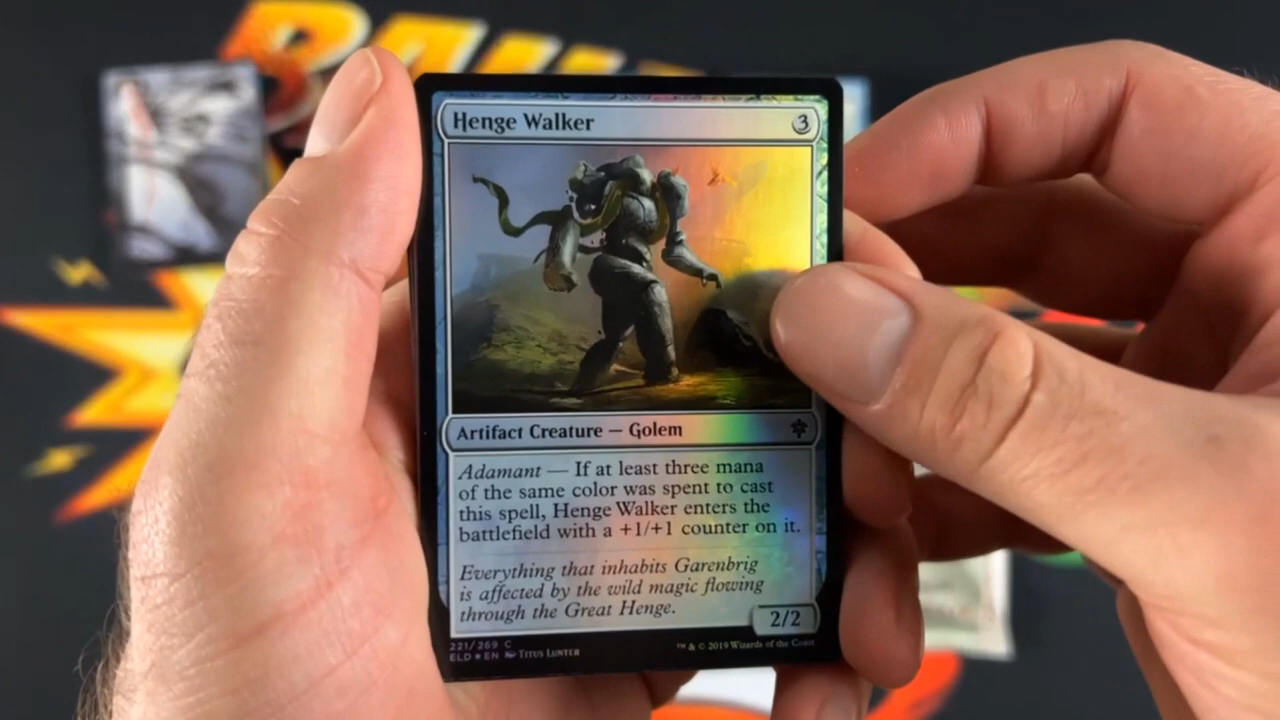 Henge Walker 3
Artifact Creature — Golem
Adamant — If at least three mana
of the same color was spent to cast
this spell, Henge Walker enters the
battlefield with a +1/+1 counter on it.
Everything that inhabits Garenbrig
is affected by the wild magic flowing
through the Great Henge.
2/2
221/269 C
ELD★EN Titus Lunter
™ & © 2019 Wizards of the Coast